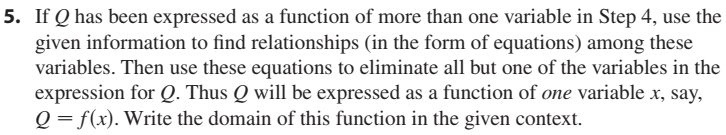 5. If Q has been expressed as a function of more than one variable in Step 4, use the
given information to find relationships (in the form of equations) among these
variables. Then use these equations to eliminate all but one of the variables in the
expression for Q. Thus Q will be expressed as a function of one variable x, say,
Q = f(x). Write the domain of this function in the given context.